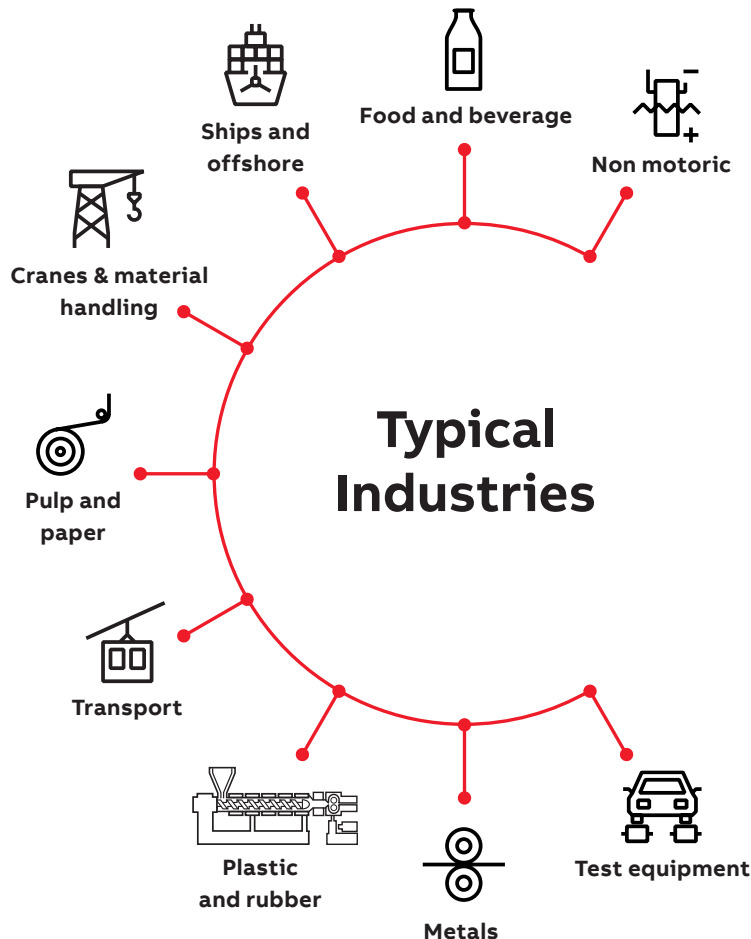 Ships and
offshore
Food and beverage
Non motoric
Cranes & material
handling
Typical
Industries
Pulp and
paper
Transport
Plastic
and rubber
Metals
Test equipment